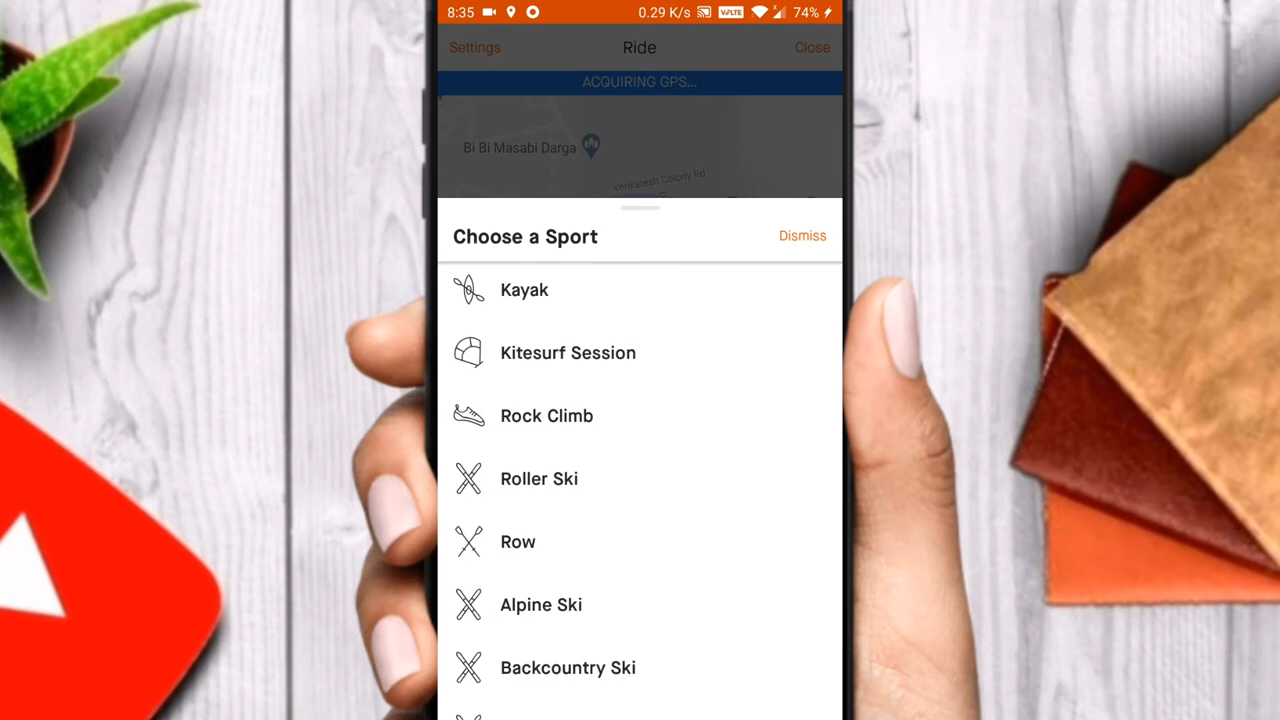 8:35
0.29 K/s VoLTE x 74%
Settings Ride Close
ACQUIRING GPS...
Bi Bi Masabi Darga
Venkatesh Colony Rd
Choose a Sport Dismiss
Kayak
Kitesurf Session
Rock Climb
Roller Ski
Row
Alpine Ski
Backcountry Ski